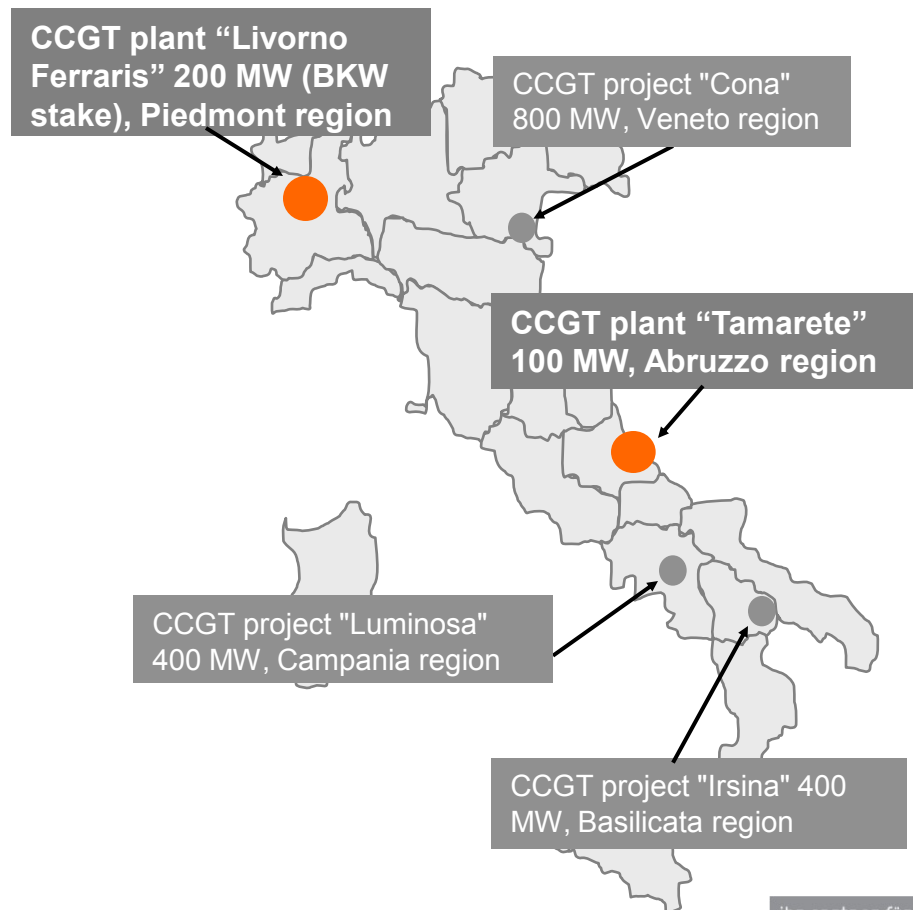 CCGT plant “Livorno
Ferraris” 200 MW (BKW
stake), Piedmont region
CCGT project "Cona"
800 MW, Veneto region
CCGT plant “Tamarete”
100 MW, Abruzzo region
CCGT project "Luminosa"
400 MW, Campania region
CCGT project "Irsina" 400
MW, Basilicata region